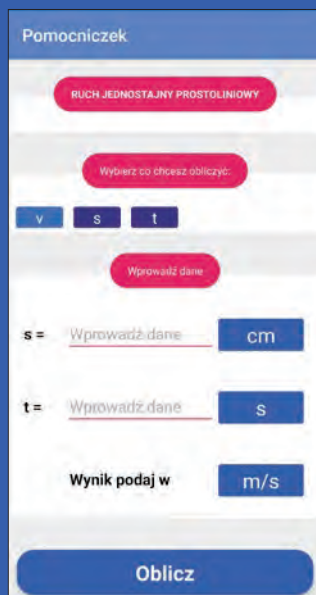 Pomocniczek
RUCH JEDNOSTAJNY PROSTOLINIOWY
Wybierz co chcesz obliczyć:
v s t
Wprowadź dane
s = Wprowadź dane cm
t = Wprowadź dane s
Wynik podaj w m/s
Oblicz